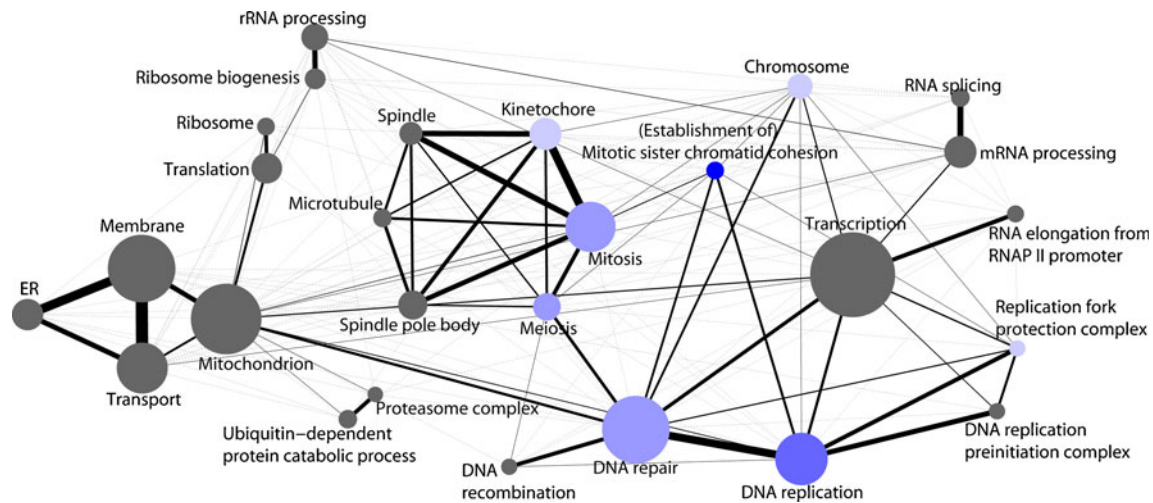 rRNA processing
Ribosome biogenesis
Ribosome
Translation
Membrane
ER
Transport
Mitochondrion
Spindle
Kinetochore
Microtubule
Mitosis
Spindle pole body
Meiosis
Proteasome complex
Ubiquitin−dependent
protein catabolic process
Chromosome
(Establishment of)
Mitotic sister chromatid cohesion
RNA splicing
mRNA processing
Transcription
RNA elongation from
RNAP II promoter
Replication fork
protection complex
DNA replication
preinitiation complex
DNA
recombination
DNA repair
DNA replication